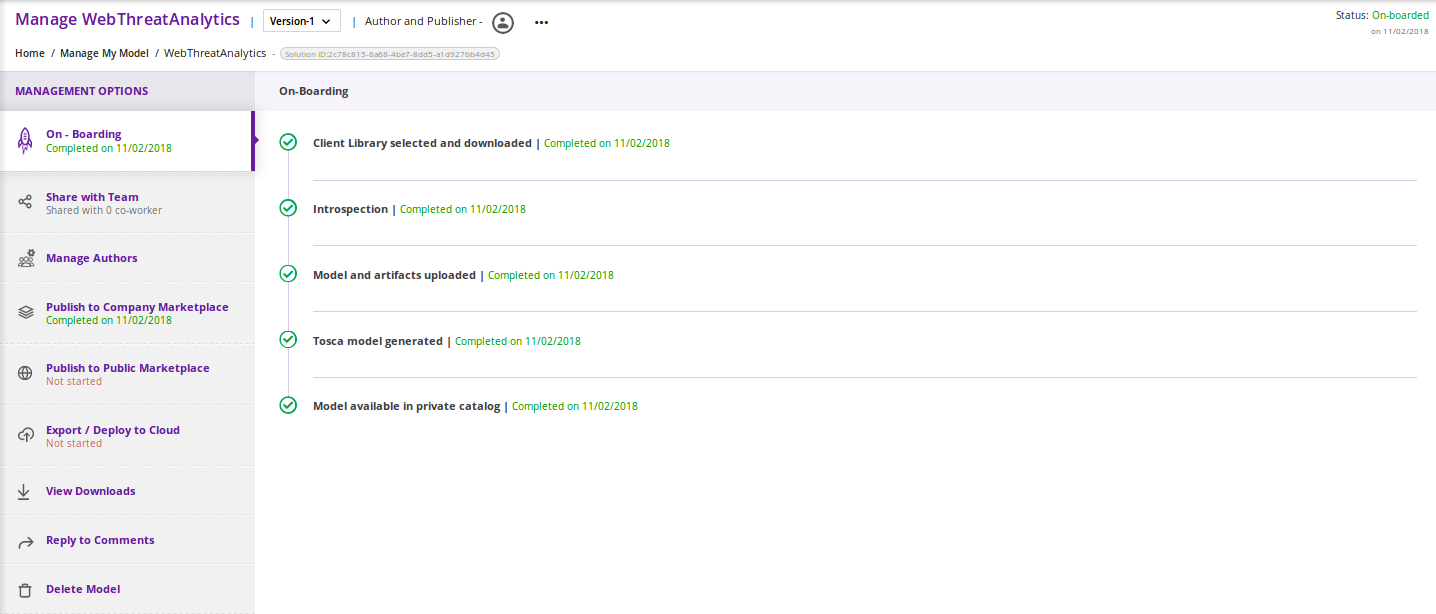 Manage WebThreatAnalytics | Version-1 | Author and Publisher - •••
Status: On-boarded
on 11/02/2018
Home / Manage My Model / WebThreatAnalytics - Solution ID:2c78c815-6a68-4be7-8dd5-a1d927bb4d45
MANAGEMENT OPTIONS
On - Boarding
Completed on 11/02/2018
Share with Team
Shared with 0 co-worker
Manage Authors
Publish to Company Marketplace
Completed on 11/02/2018
Publish to Public Marketplace
Not started
Export / Deploy to Cloud
Not started
View Downloads
Reply to Comments
Delete Model
On-Boarding
Client Library selected and downloaded | Completed on 11/02/2018
Introspection | Completed on 11/02/2018
Model and artifacts uploaded | Completed on 11/02/2018
Tosca model generated | Completed on 11/02/2018
Model available in private catalog | Completed on 11/02/2018